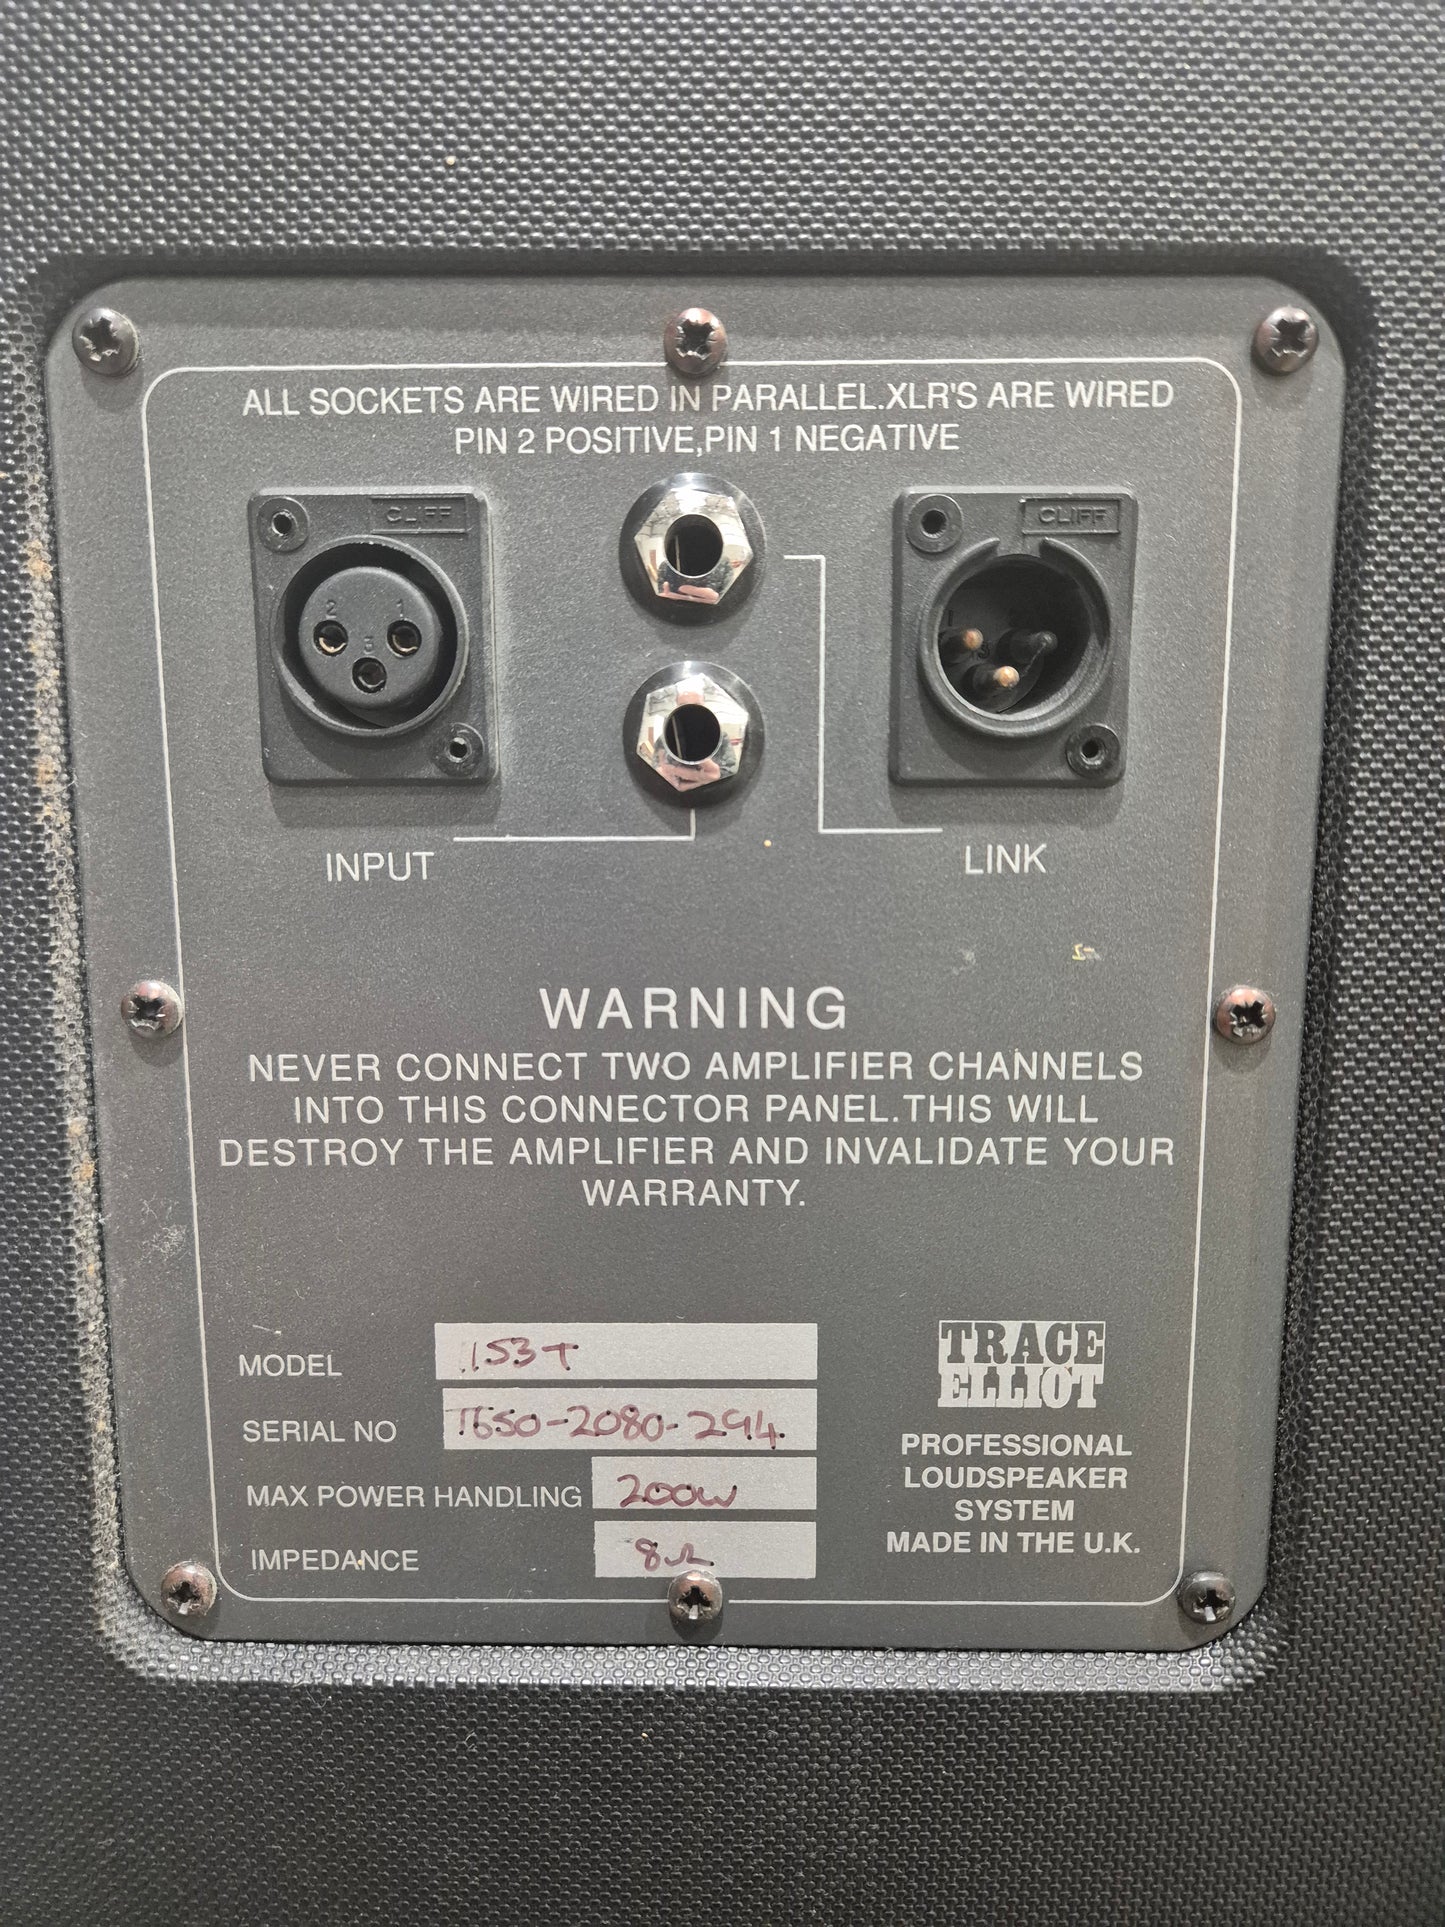 ALL SOCKETS ARE WIRED IN PARALLEL.XLR'S ARE WIRED
PIN 2 POSITIVE,PIN 1 NEGATIVE
CLIFF
CLIFF
2 1
3
1
3
INPUT
LINK
WARNING
NEVER CONNECT TWO AMPLIFIER CHANNELS
INTO THIS CONNECTOR PANEL.THIS WILL
DESTROY THE AMPLIFIER AND INVALIDATE YOUR
WARRANTY.
MODEL 153T
SERIAL NO T650-2080-294
MAX POWER HANDLING 200W
IMPEDANCE 8Ω
TRACE
ELLIOT
PROFESSIONAL
LOUDSPEAKER
SYSTEM
MADE IN THE U.K.